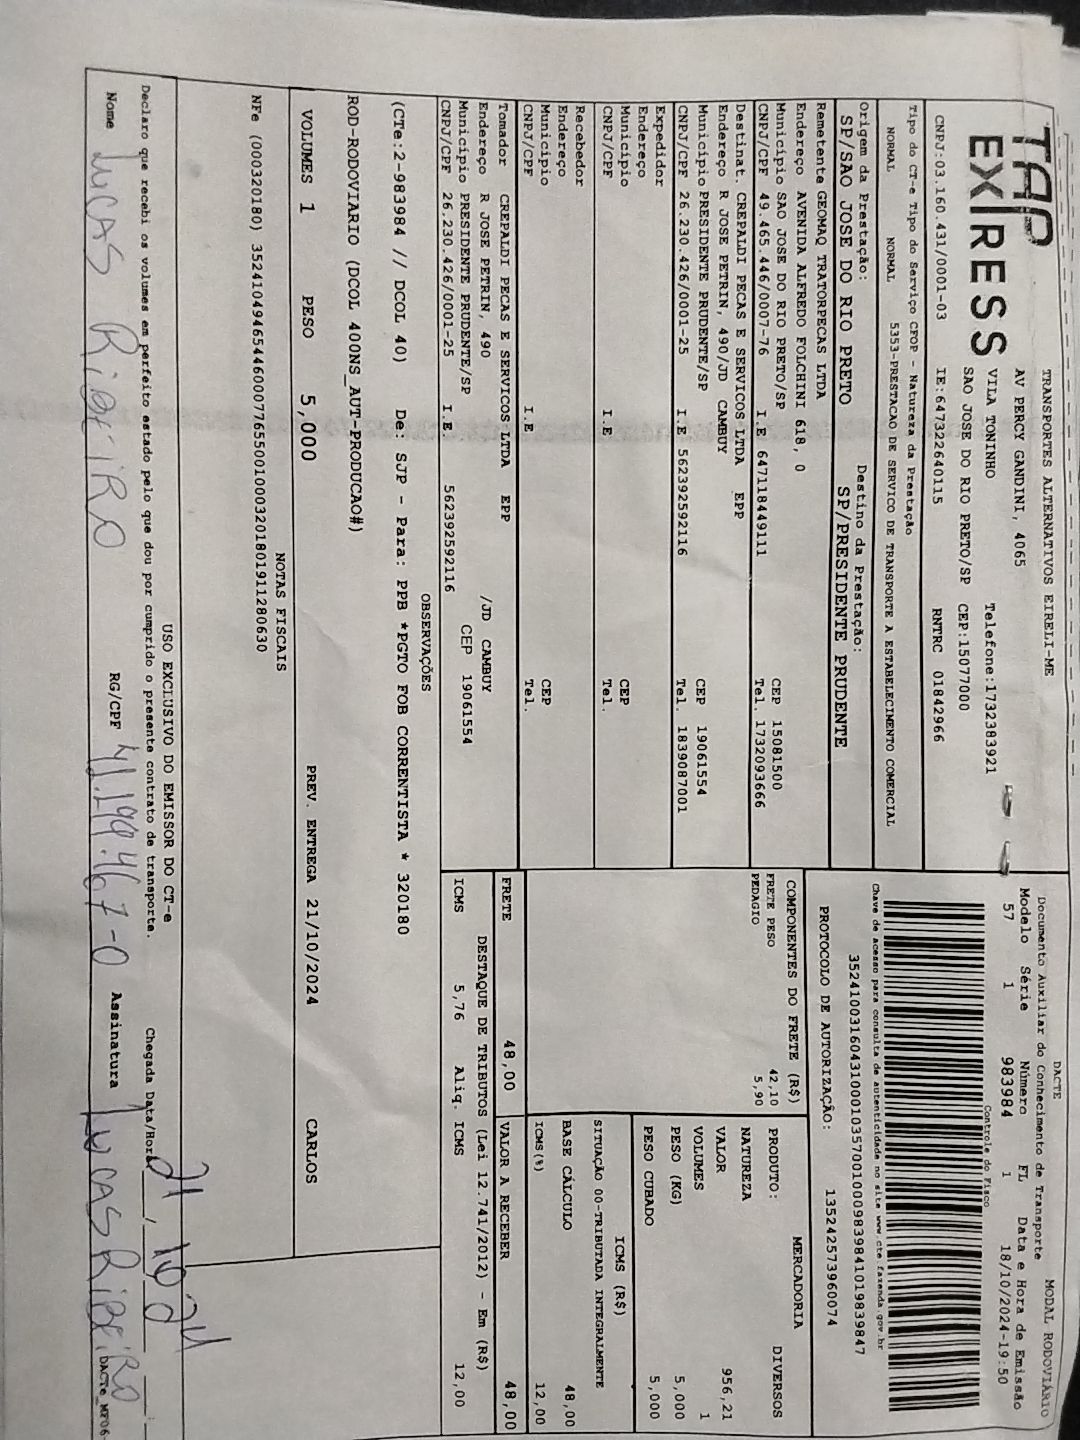 TAP
EXPRESS
TRANSPORTES ALTERNATIVOS EIRELI-ME
AV PERCY GANDINI, 4065
VILA TONINHO Telefone:1732383921
SAO JOSE DO RIO PRETO/SP CEP:15077000
CNPJ:03.160.431/0001-03 IE:647322640115 RNTRC 01842966
Tipo do CT-e Tipo do Serviço CFOP - Natureza da Prestação
NORMAL NORMAL 5353-PRESTACAO DE SERVICO DE TRANSPORTE A ESTABELECIMENTO COMERCIAL
Origem da Prestação: Destino da Prestação:
SP/SAO JOSE DO RIO PRETO SP/PRESIDENTE PRUDENTE
Remetente GEOMAQ TRATORPECAS LTDA
Endereço AVENIDA ALFREDO FOLCHINI 618, 0
Municipio SAO JOSE DO RIO PRETO/SP CEP 15081500
CNPJ/CPF 49.465.446/0007-76 I.E 647118449111 Tel. 1732093666
Destinat. CREPALDI PECAS E SERVICOS LTDA EPP
Endereço R JOSE PETRIN, 490/JD CAMBUY
Municipio PRESIDENTE PRUDENTE/SP CEP 19061554
CNPJ/CPF 26.230.426/0001-25 I.E 562392592116 Tel. 1839087001
Expedidor
Endereço
Municipio CEP
CNPJ/CPF I.E Tel.
Recebedor
Endereço
Municipio CEP
CNPJ/CPF I.E Tel.
Tomador CREPALDI PECAS E SERVICOS LTDA EPP
Endereço R JOSE PETRIN, 490 /JD CAMBUY
Municipio PRESIDENTE PRUDENTE/SP CEP 19061554
CNPJ/CPF 26.230.426/0001-25 I.E 562392592116
DACTE MODAL RODOVIÁRIO
Documento Auxiliar do Conhecimento de Transporte
Modelo Série Número FL Data e Hora de Emissão
57 1 983984 1 18/10/2024-19:50
Controle do Fisco
Chave de acesso para consulta de autenticidade no site www.cte.fazenda.gov.br
35241003160431000103570010009839841019839847
PROTOCOLO DE AUTORIZAÇÃO: 135242573960074
COMPONENTES DO FRETE (R$)
FRETE PESO 42,10
PEDAGIO 5,90
MERCADORIA
PRODUTO: DIVERSOS
NATUREZA
VALOR 956,21
VOLUMES 1
PESO (KG) 5,000
PESO CUBADO 5,000
ICMS (R$)
SITUAÇÃO 00-TRIBUTADA INTEGRALMENTE
BASE CÁLCULO 48,00
ICMS(%) 12,00
FRETE 48,00 VALOR A RECEBER 48,00
DESTAQUE DE TRIBUTOS (Lei 12.741/2012) - Em (R$)
ICMS 5,76 Aliq. ICMS 12,00
OBSERVAÇÕES
(CTe:2-983984 // DCOL 40) De: SJP - Para: PPB *PGTO FOB CORRENTISTA * 320180
ROD-RODOVIARIO (DCOL 400NS_AUT-PRODUCAO#)
VOLUMES 1 PESO 5,000 PREV. ENTREGA 21/10/2024 CARLOS
NOTAS FISCAIS
NFe (000320180) 35241049465446000776550010003201801911280630
USO EXCLUSIVO DO EMISSOR DO CT-e
Declaro que recebi os volumes em perfeito estado pelo que dou por cumprido o presente contrato de transporte. Chegada Data/Hora 21/10/24
Nome LUCAS RIBEIRO RG/CPF 41.199.467-0 Assinatura LUCAS RIBEIRO